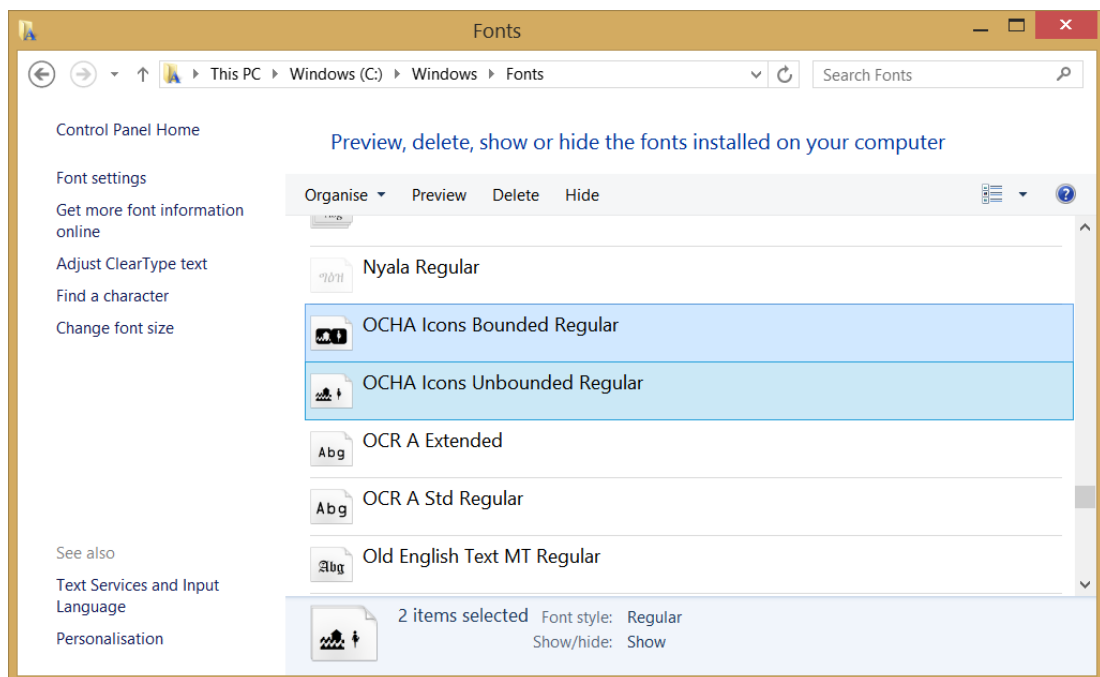 Fonts
This PC Windows (C:) Windows Fonts
Search Fonts
Control Panel Home
Font settings
Get more font information
online
Adjust ClearType text
Find a character
Change font size
See also
Text Services and Input
Language
Personalisation
Preview, delete, show or hide the fonts installed on your computer
Organise Preview Delete Hide
Nyala Regular
OCHA Icons Bounded Regular
OCHA Icons Unbounded Regular
Abg
OCR A Extended
Abg
OCR A Std Regular
Abg
Old English Text MT Regular
2 items selected Font style: Regular
Show/hide: Show